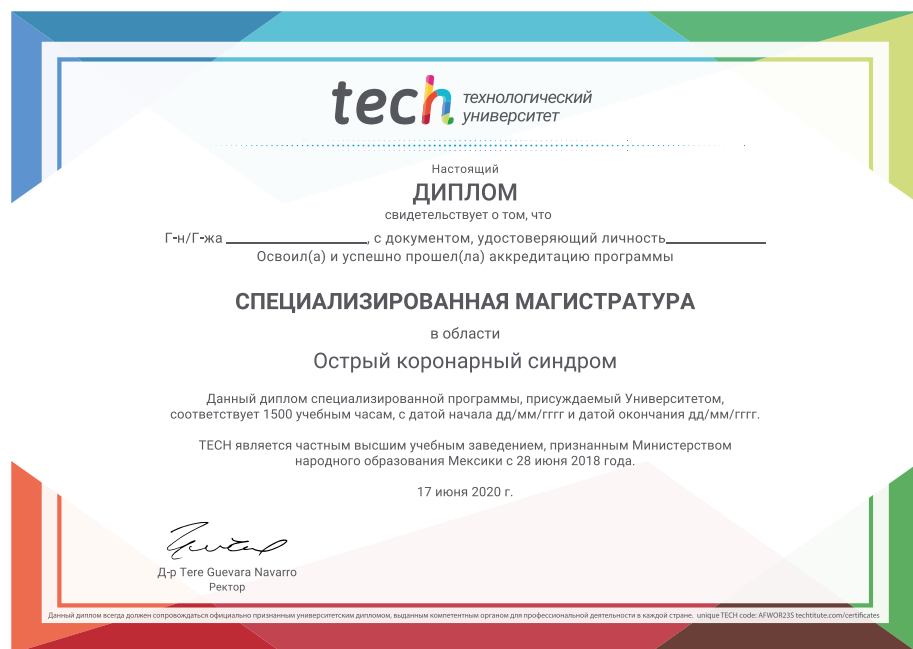 tech технологический
университет
Настоящий
ДИПЛОМ
свидетельствует о том, что
Г-н/Г-жа ____________________, с документом, удостоверяющий личность______________
Освоил(а) и успешно прошел(ла) аккредитацию программы
СПЕЦИАЛИЗИРОВАННАЯ МАГИСТРАТУРА
в области
Острый коронарный синдром
Данный диплом специализированной программы, присуждаемый Университетом,
соответствует 1500 учебным часам, с датой начала дд/мм/гггг и датой окончания дд/мм/гггг.
TECH является частным высшим учебным заведением, признанным Министерством
народного образования Мексики с 28 июня 2018 года.
17 июня 2020 г.
Д-р Tere Guevara Navarro
Ректор
Данный диплом всегда должен сопровождаться официально признанным университетским дипломом, выданным компетентным органом для профессиональной деятельности в каждой стране. unique TECH code: AFWOR23S techtitute.com/certificates